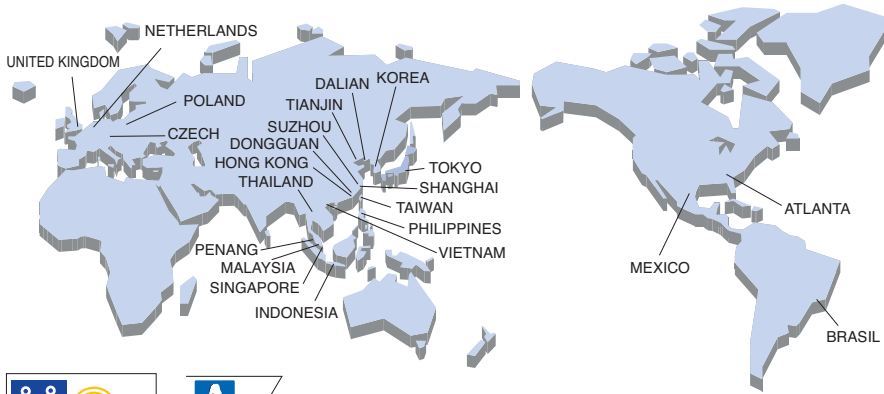 NETHERLANDS
UNITED KINGDOM
POLAND
CZECH
DALIAN
KOREA
TIANJIN
SUZHOU
DONGGUAN
HONG KONG
THAILAND
TOKYO
SHANGHAI
TAIWAN
PHILIPPINES
VIETNAM
PENANG
MALAYSIA
SINGAPORE
INDONESIA
ATLANTA
MEXICO
BRASIL